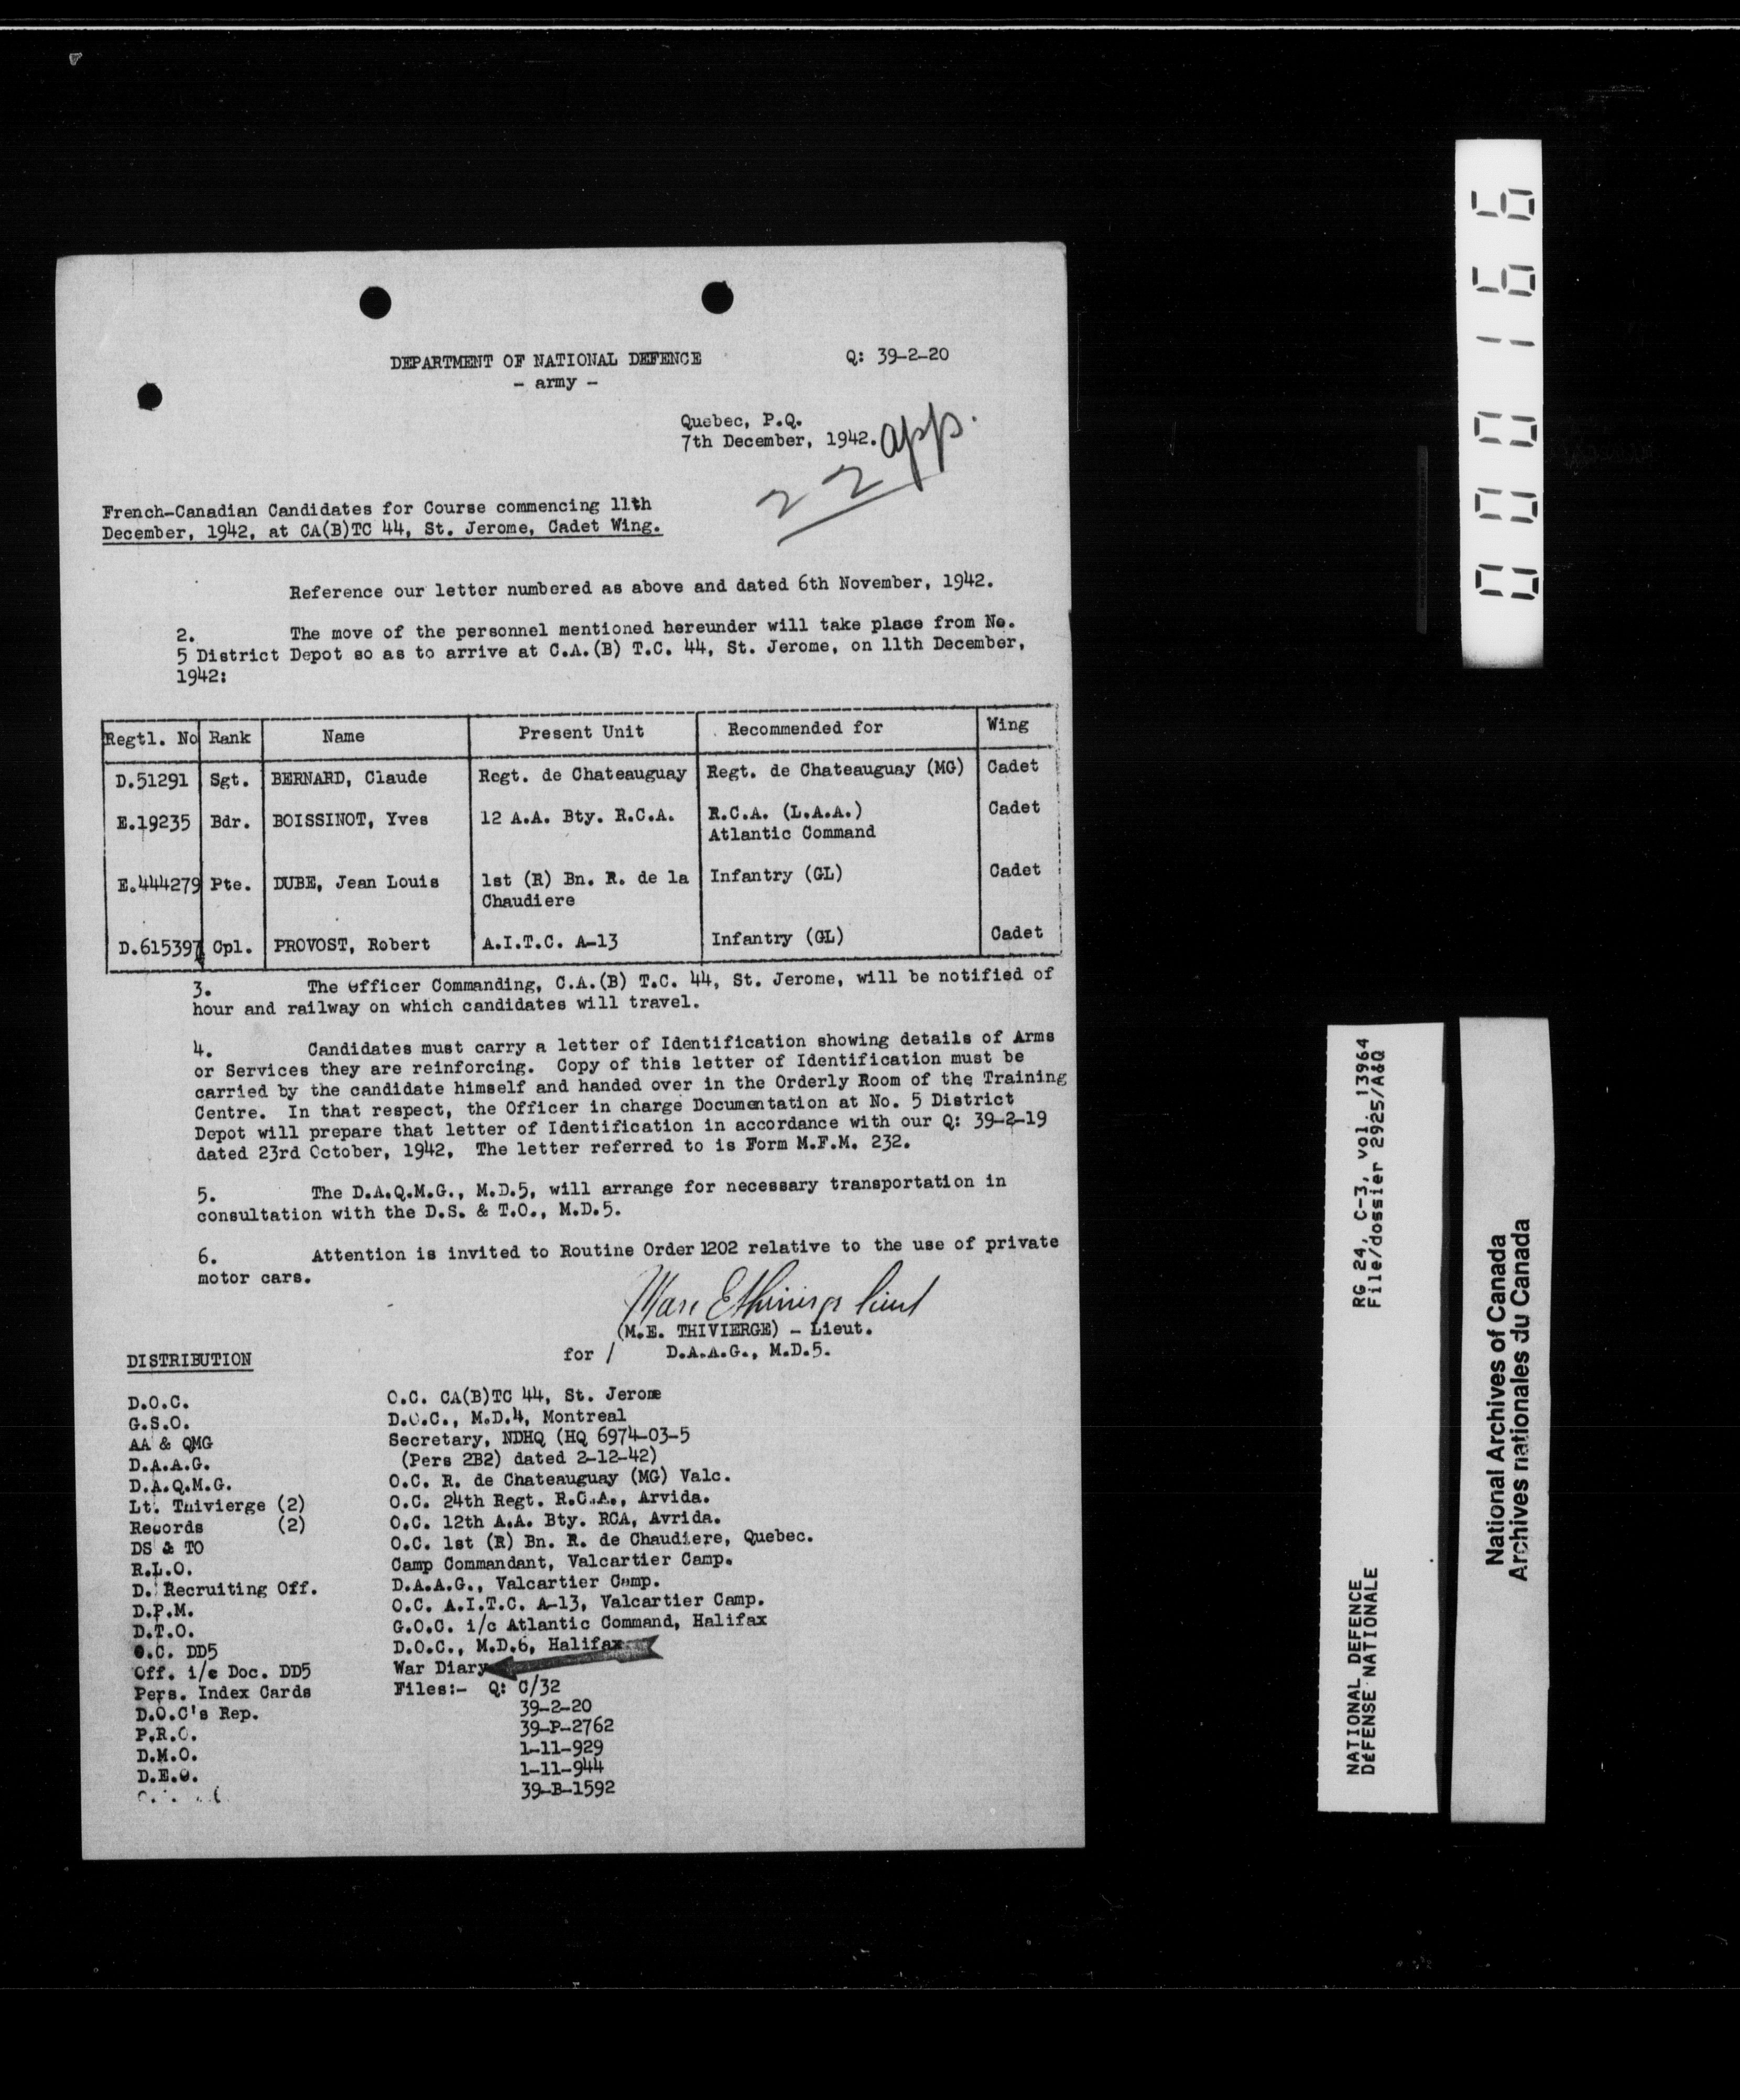 DEPARTMENT OF NATIONAL DEFENCE Q: 39-2-20
- army -
Quebec, P.Q.
7th December, 1942.
app.
22
French-Canadian Candidates for Course commencing 11th
December, 1942, at CA(B)TC 44, St. Jerome, Cadet Wing.
Reference our letter numbered as above and dated 6th November, 1942.
2. The move of the personnel mentioned hereunder will take place from No.
5 District Depot so as to arrive at C.A.(B) T.C. 44, St. Jerome, on 11th December,
1942:
Regtl. No Rank Name Present Unit Recommended for Wing
D.51291 Sgt. BERNARD, Claude Regt. de Chateauguay Regt. de Chateauguay (MG) Cadet
E.19235 Bdr. BOISSINOT, Yves 12 A.A. Bty. R.C.A. R.C.A. (L.A.A.) Cadet
Atlantic Command
E.444279 Pte. DUBE, Jean Louis 1st (R) Bn. R. de la Infantry (GL) Cadet
Chaudiere
D.615397 Cpl. PROVOST, Robert A.I.T.C. A-13 Infantry (GL) Cadet
3. The Officer Commanding, C.A.(B) T.C. 44, St. Jerome, will be notified of
hour and railway on which candidates will travel.
4. Candidates must carry a letter of Identification showing details of Arms
or Services they are reinforcing. Copy of this letter of Identification must be
carried by the candidate himself and handed over in the Orderly Room of the Training
Centre. In that respect, the Officer in charge Documentation at No. 5 District
Depot will prepare that letter of Identification in accordance with our Q: 39-2-19
dated 23rd October, 1942. The letter referred to is Form M.F.M. 232.
5. The D.A.Q.M.G., M.D.5, will arrange for necessary transportation in
consultation with the D.S. & T.O., M.D.5.
6. Attention is invited to Routine Order 1202 relative to the use of private
motor cars.
Marc E Thivierge Lieut
(M.E. THIVIERGE) - Lieut.
for / D.A.A.G., M.D.5.
DISTRIBUTION
D.O.C.
G.S.O.
AA & QMG
D.A.A.G.
D.A.Q.M.G.
Lt. Thivierge (2)
Records (2)
DS & TO
R.L.O.
D. Recruiting Off.
D.P.M.
D.T.O.
O.C. DD5
Off. i/c Doc. DD5
Pers. Index Cards
D.O.C's Rep.
P.R.O.
D.M.O.
D.E.O.
O.C. CA(B)TC 44, St. Jerome
D.O.C., M.D.4, Montreal
Secretary, NDHQ (HQ 6974-03-5
(Pers 2B2) dated 2-12-42)
O.C. R. de Chateauguay (MG) Valc.
O.C. 24th Regt. R.C.A., Arvida.
O.C. 12th A.A. Bty. RCA, Avrida.
O.C. 1st (R) Bn. R. de Chaudiere, Quebec.
Camp Commandant, Valcartier Camp.
D.A.A.G., Valcartier Camp.
O.C. A.I.T.C. A-13, Valcartier Camp.
G.O.C. i/c Atlantic Command, Halifax
D.O.C., M.D.6, Halifax
War Diary
Files:- Q: C/32
39-2-20
39-P-2762
1-11-929
1-11-944
39-B-1592
000166
RG 24, C-3, vol. 13964
File/dossier 2925/A&Q
NATIONAL DEFENCE
DÉFENSE NATIONALE
National Archives of Canada
Archives nationales du Canada